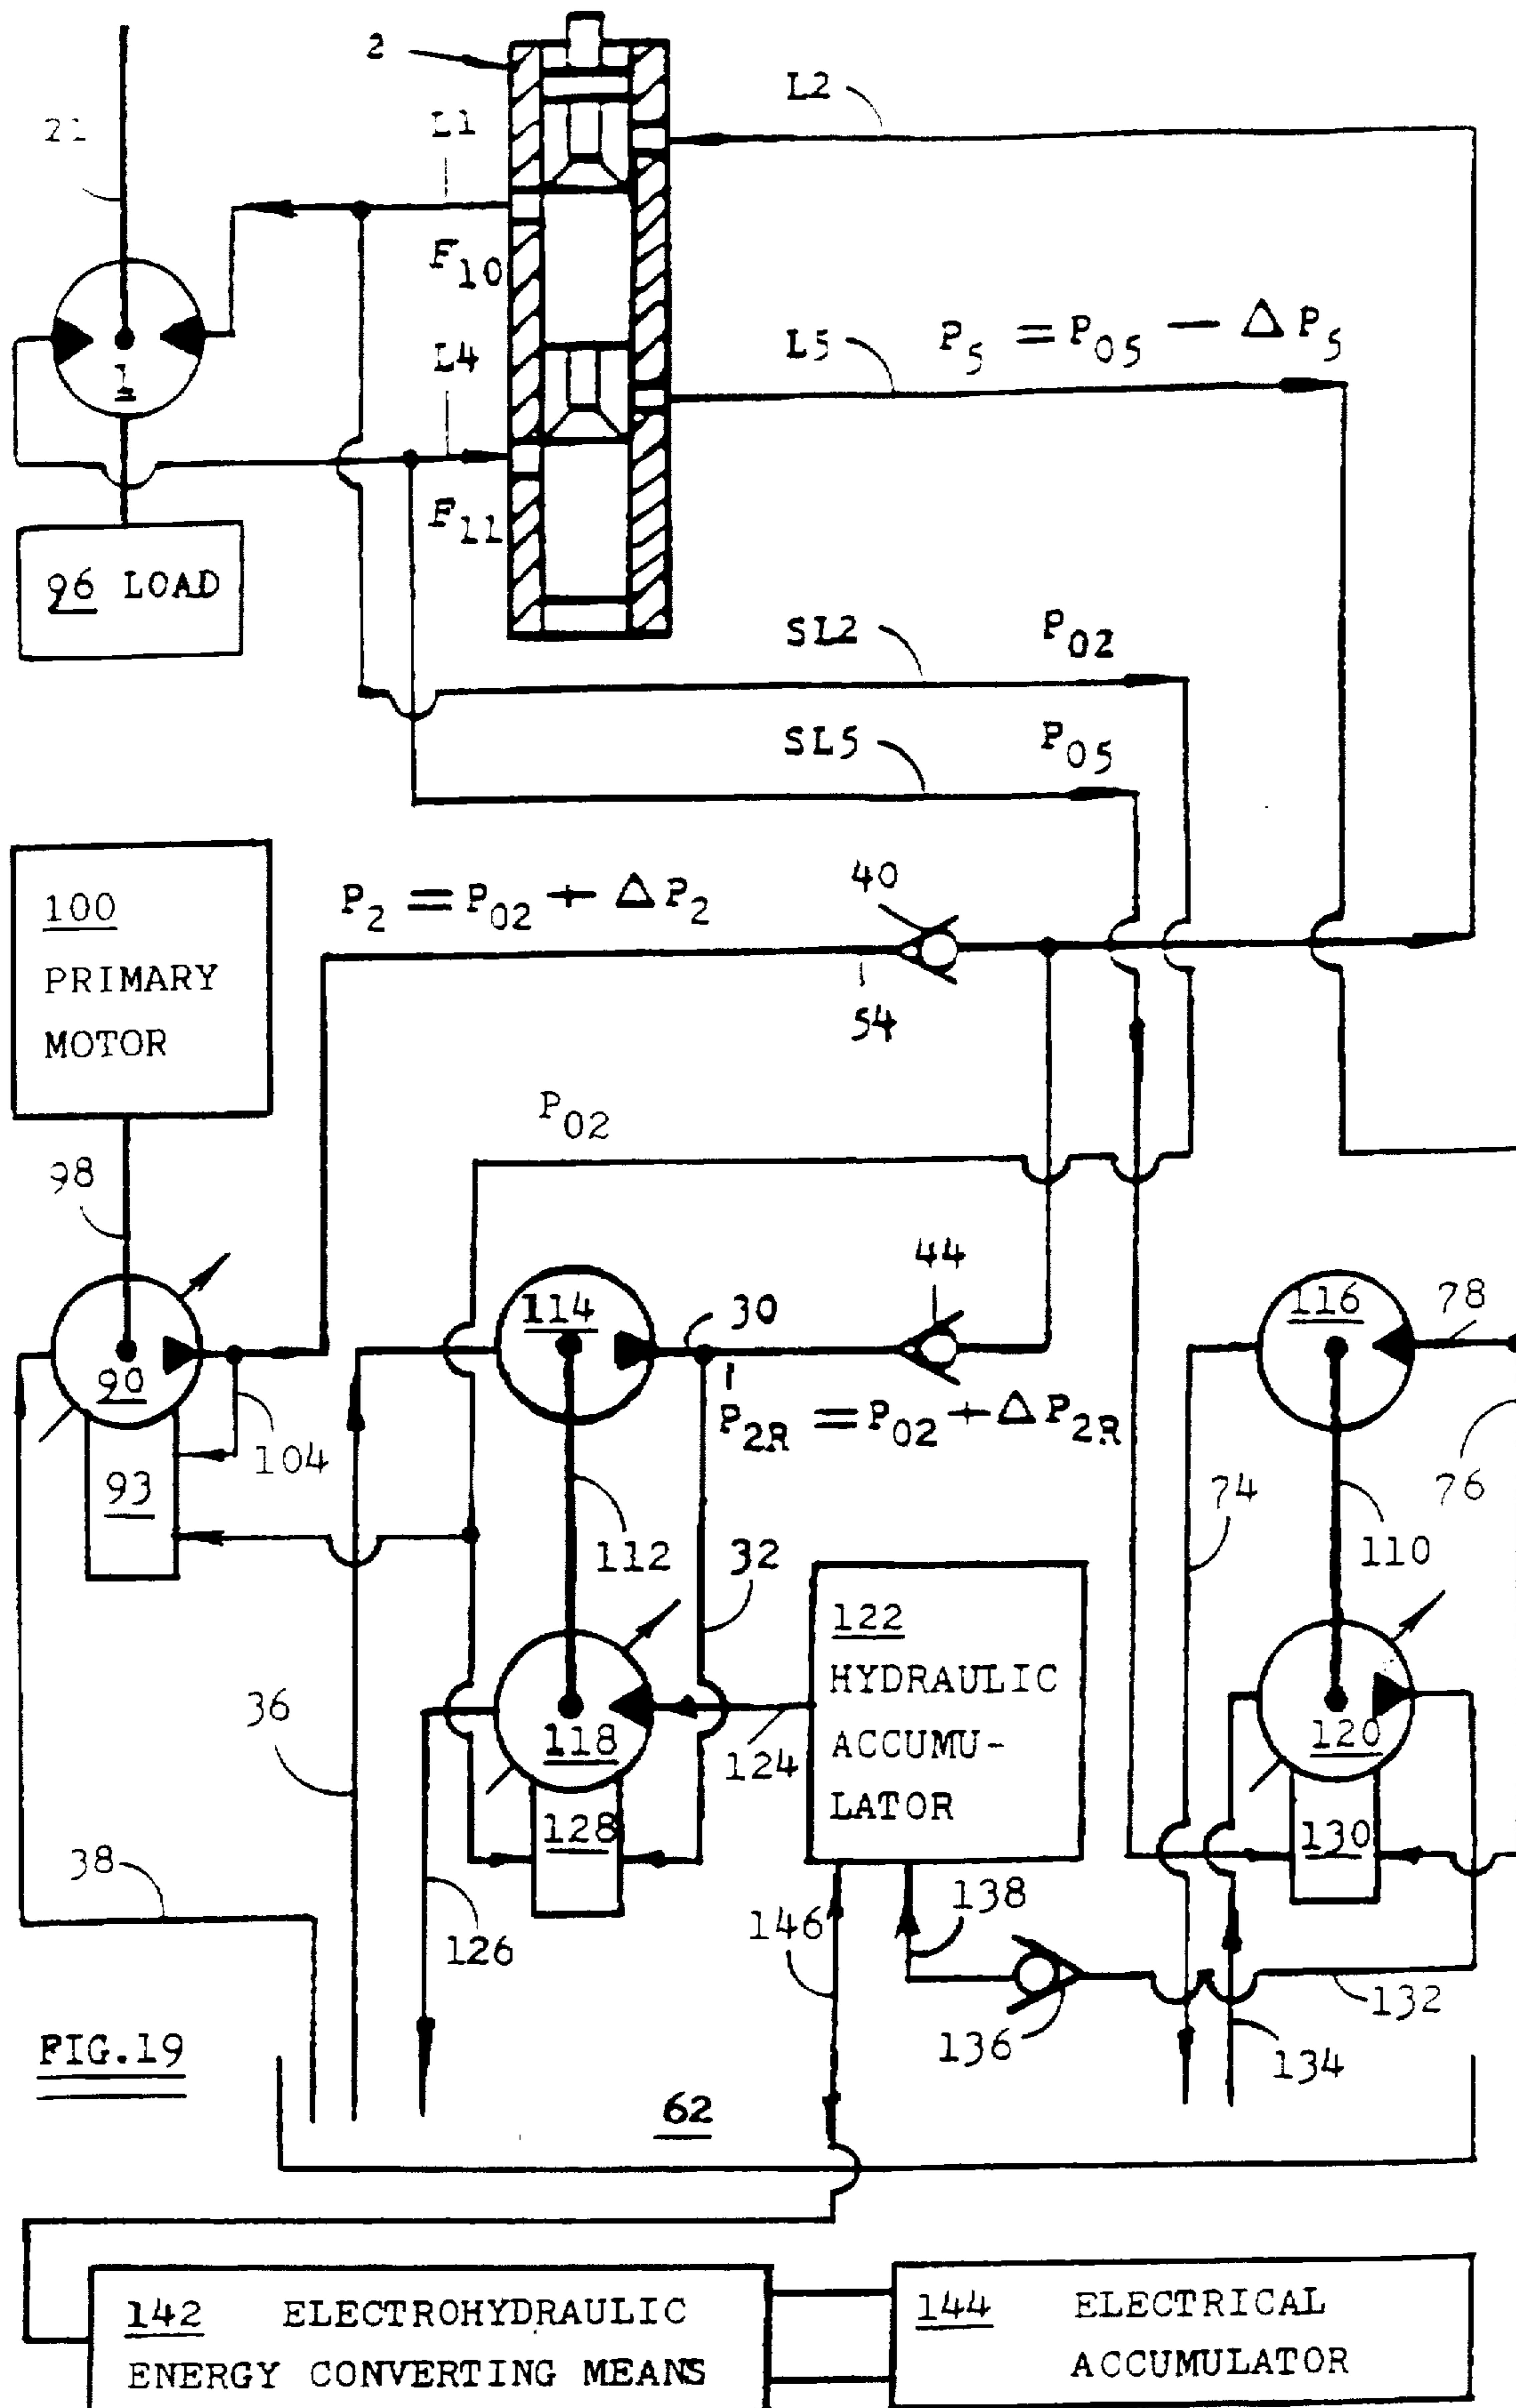 2
L2
21
L1
F10
L5
P5 = P05 − ΔP5
1
L4
F11
96 LOAD
SL2
P02
SL5
P05
100
PRIMARY
MOTOR
P2 = P02 + ΔP2
40
54
P02
98
44
114
30
116
78
90
P2R = P02 + ΔP2R
104
93
74
76
112
32
110
122
HYDRAULIC
ACCUMU-
LATOR
36
118
124
120
128
130
38
126
146
138
132
136
134
FIG.19
62
142 ELECTROHYDRAULIC
ENERGY CONVERTING MEANS
144 ELECTRICAL
ACCUMULATOR